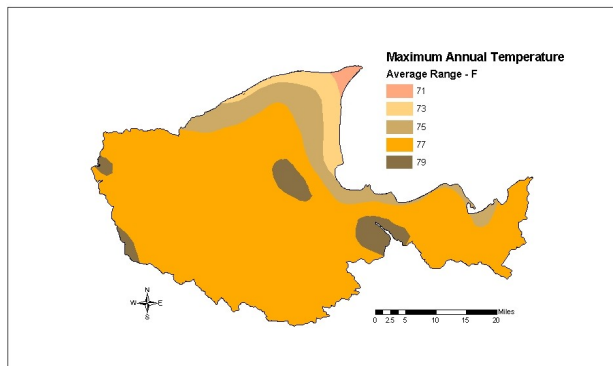 Maximum Annual Temperature
Average Range - F
71
73
75
77
79
N
W E
S
Miles
0 2.5 5 10 15 20